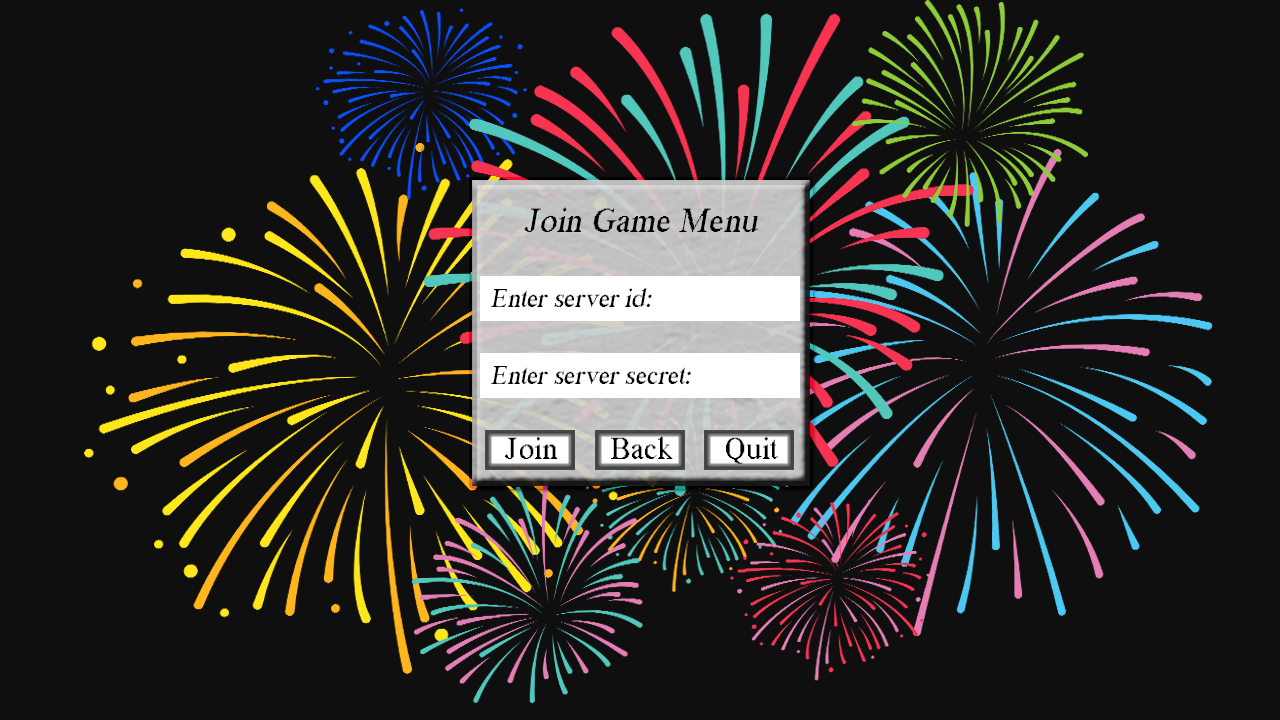 Join Game Menu
Enter server id:
Enter server secret:
Join Back Quit